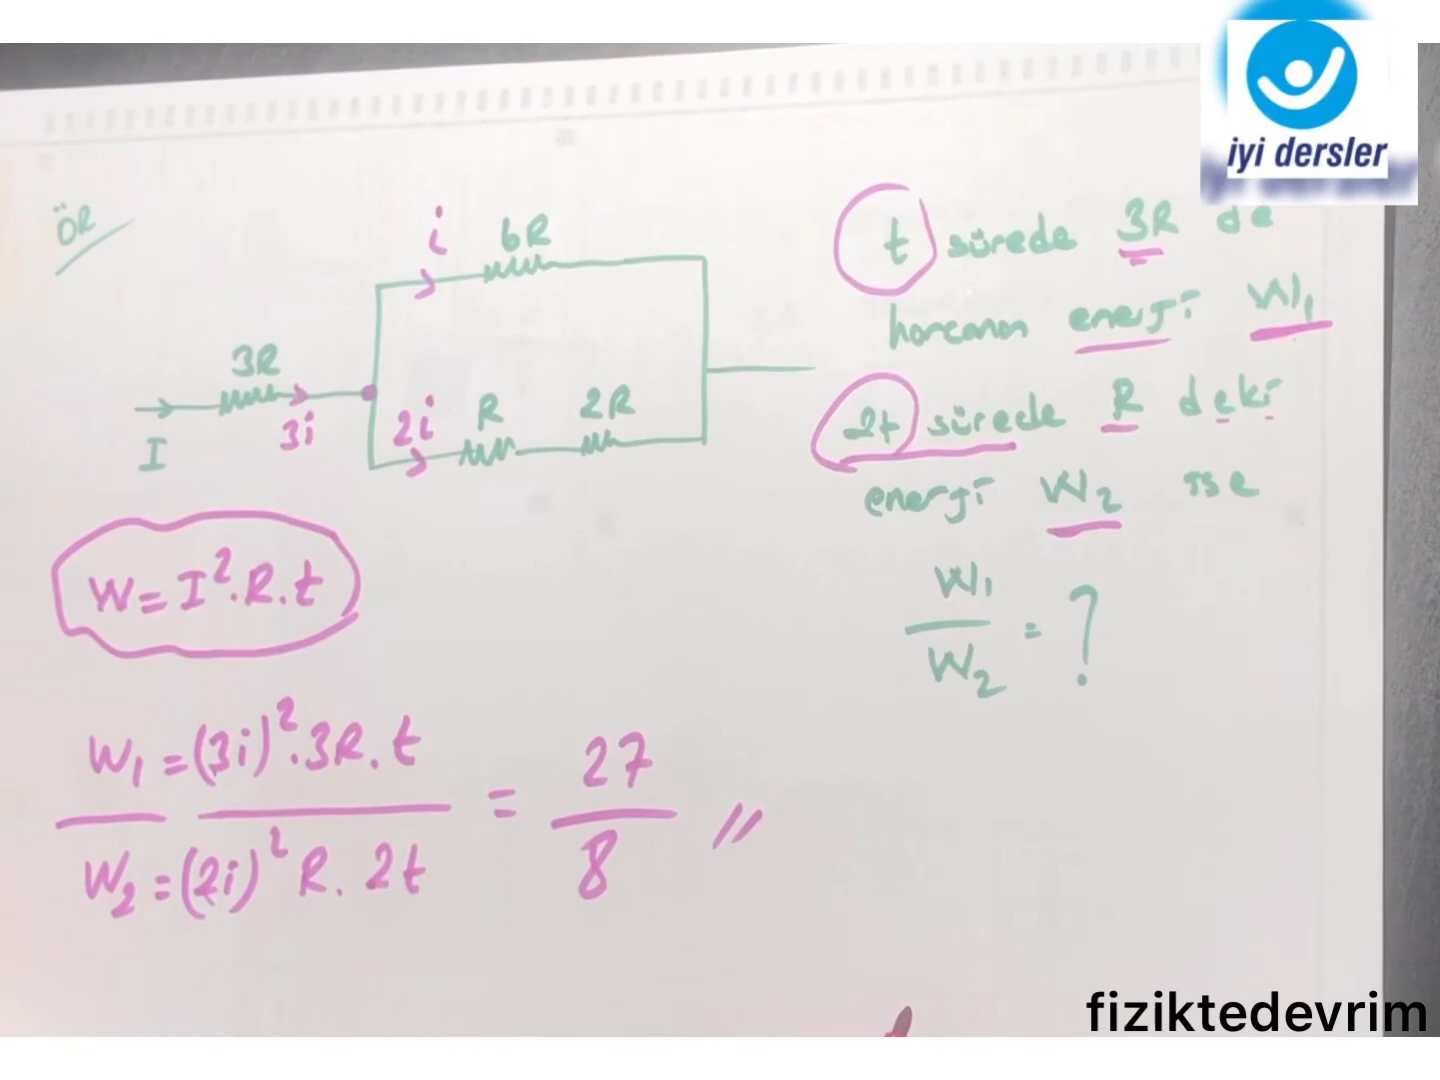 iyi dersler
ÖR
t sürede 3R de
harcanan enerji W1
2t sürede R deki
enerji W2 ise
W1/W2 = ?
i 6R
3R
I 3i
2i R 2R
W = I².R.t
W1 = (3i)².3R.t = 27
W2 = (2i)² R. 2t 8 //
fiziktedevrim